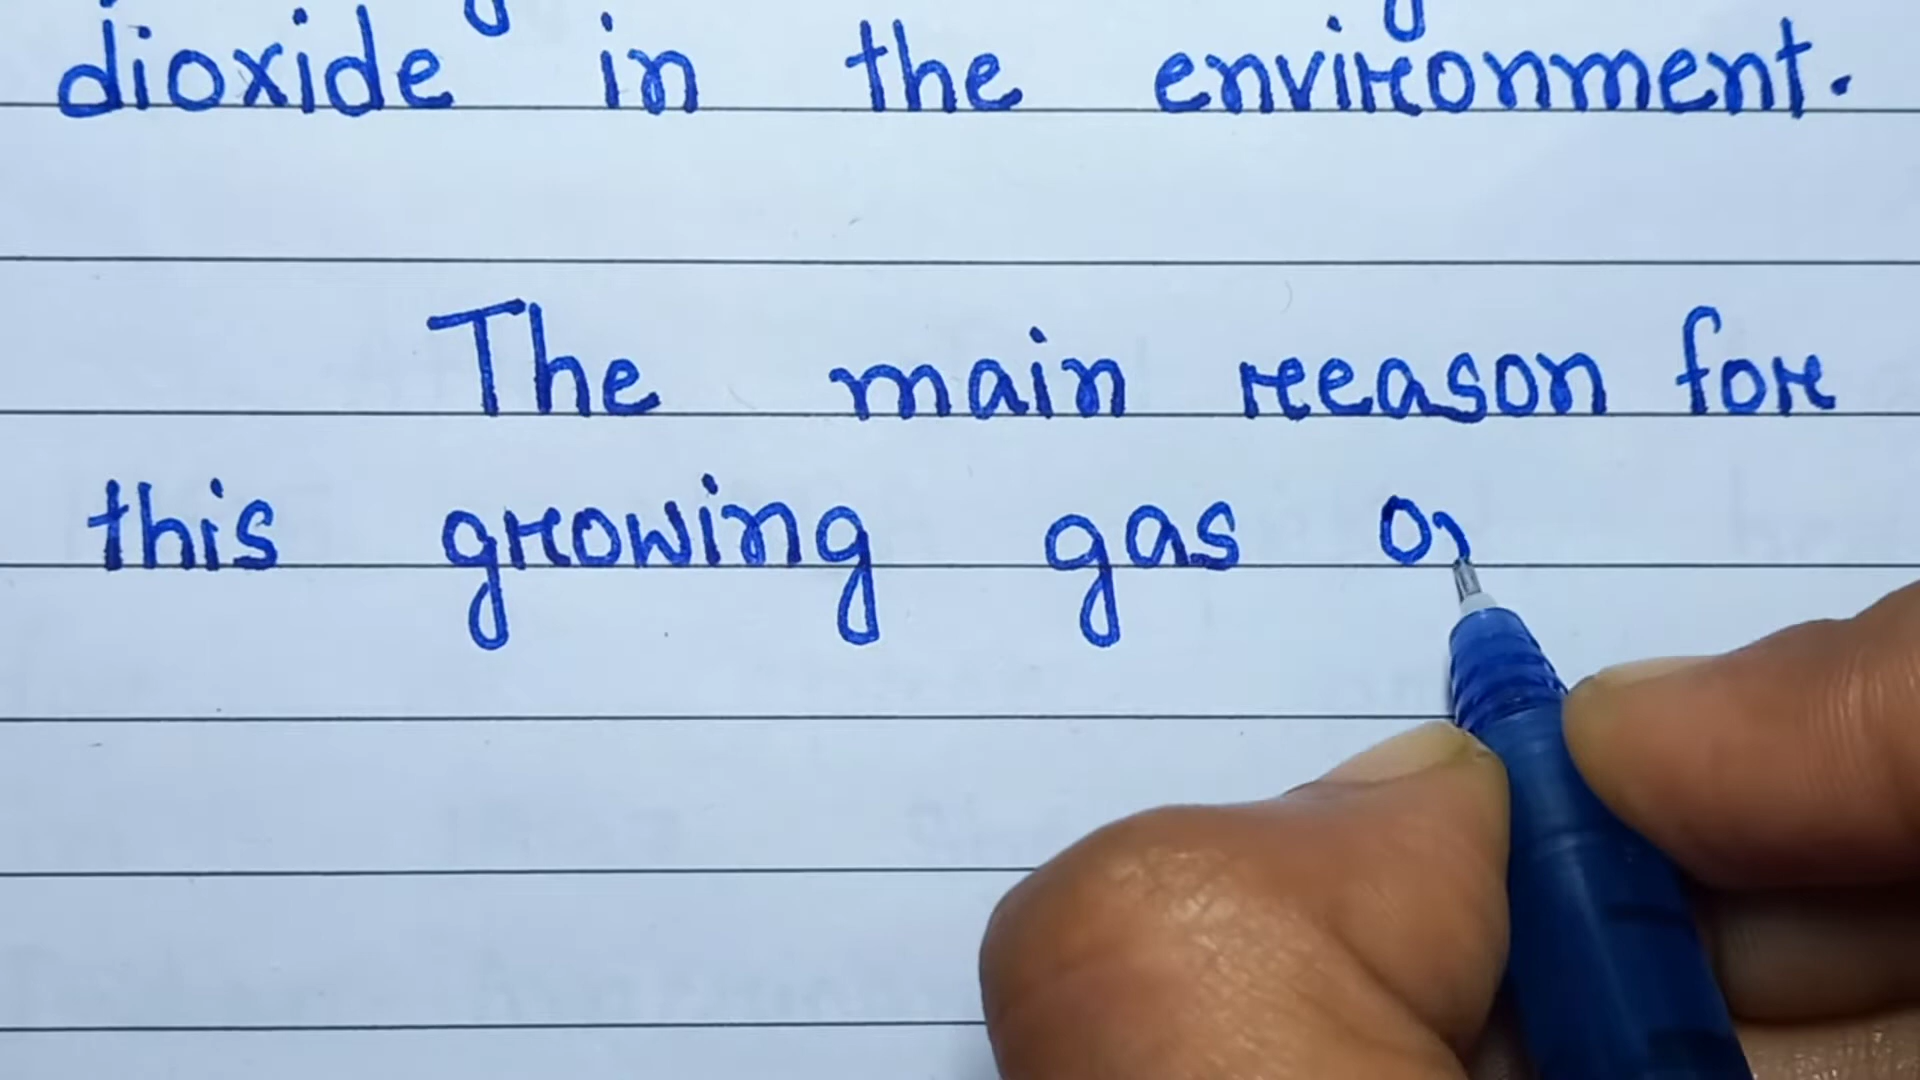 dioxide in the environment.
The main reason for
this growing gas